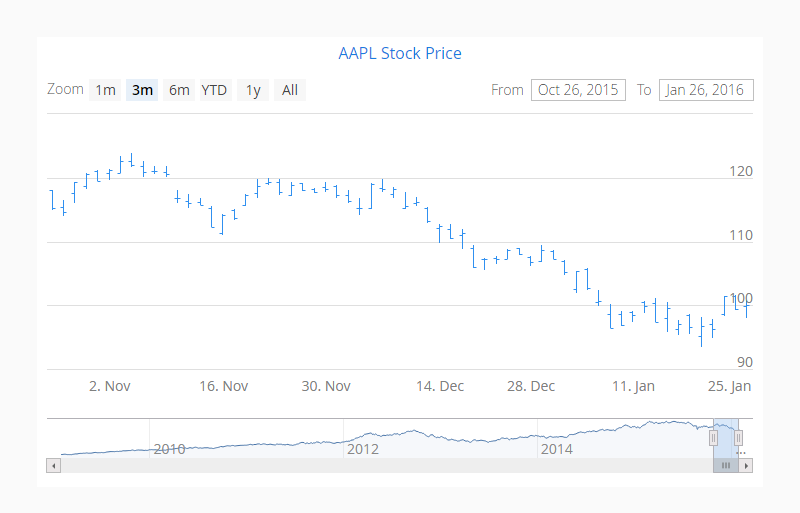 AAPL Stock Price
Zoom 1m 3m 6m YTD 1y All From Oct 26, 2015 To Jan 26, 2016
120
110
100
90
2. Nov 16. Nov 30. Nov 14. Dec 28. Dec 11. Jan 25. Jan
2010 2012 2014 ...